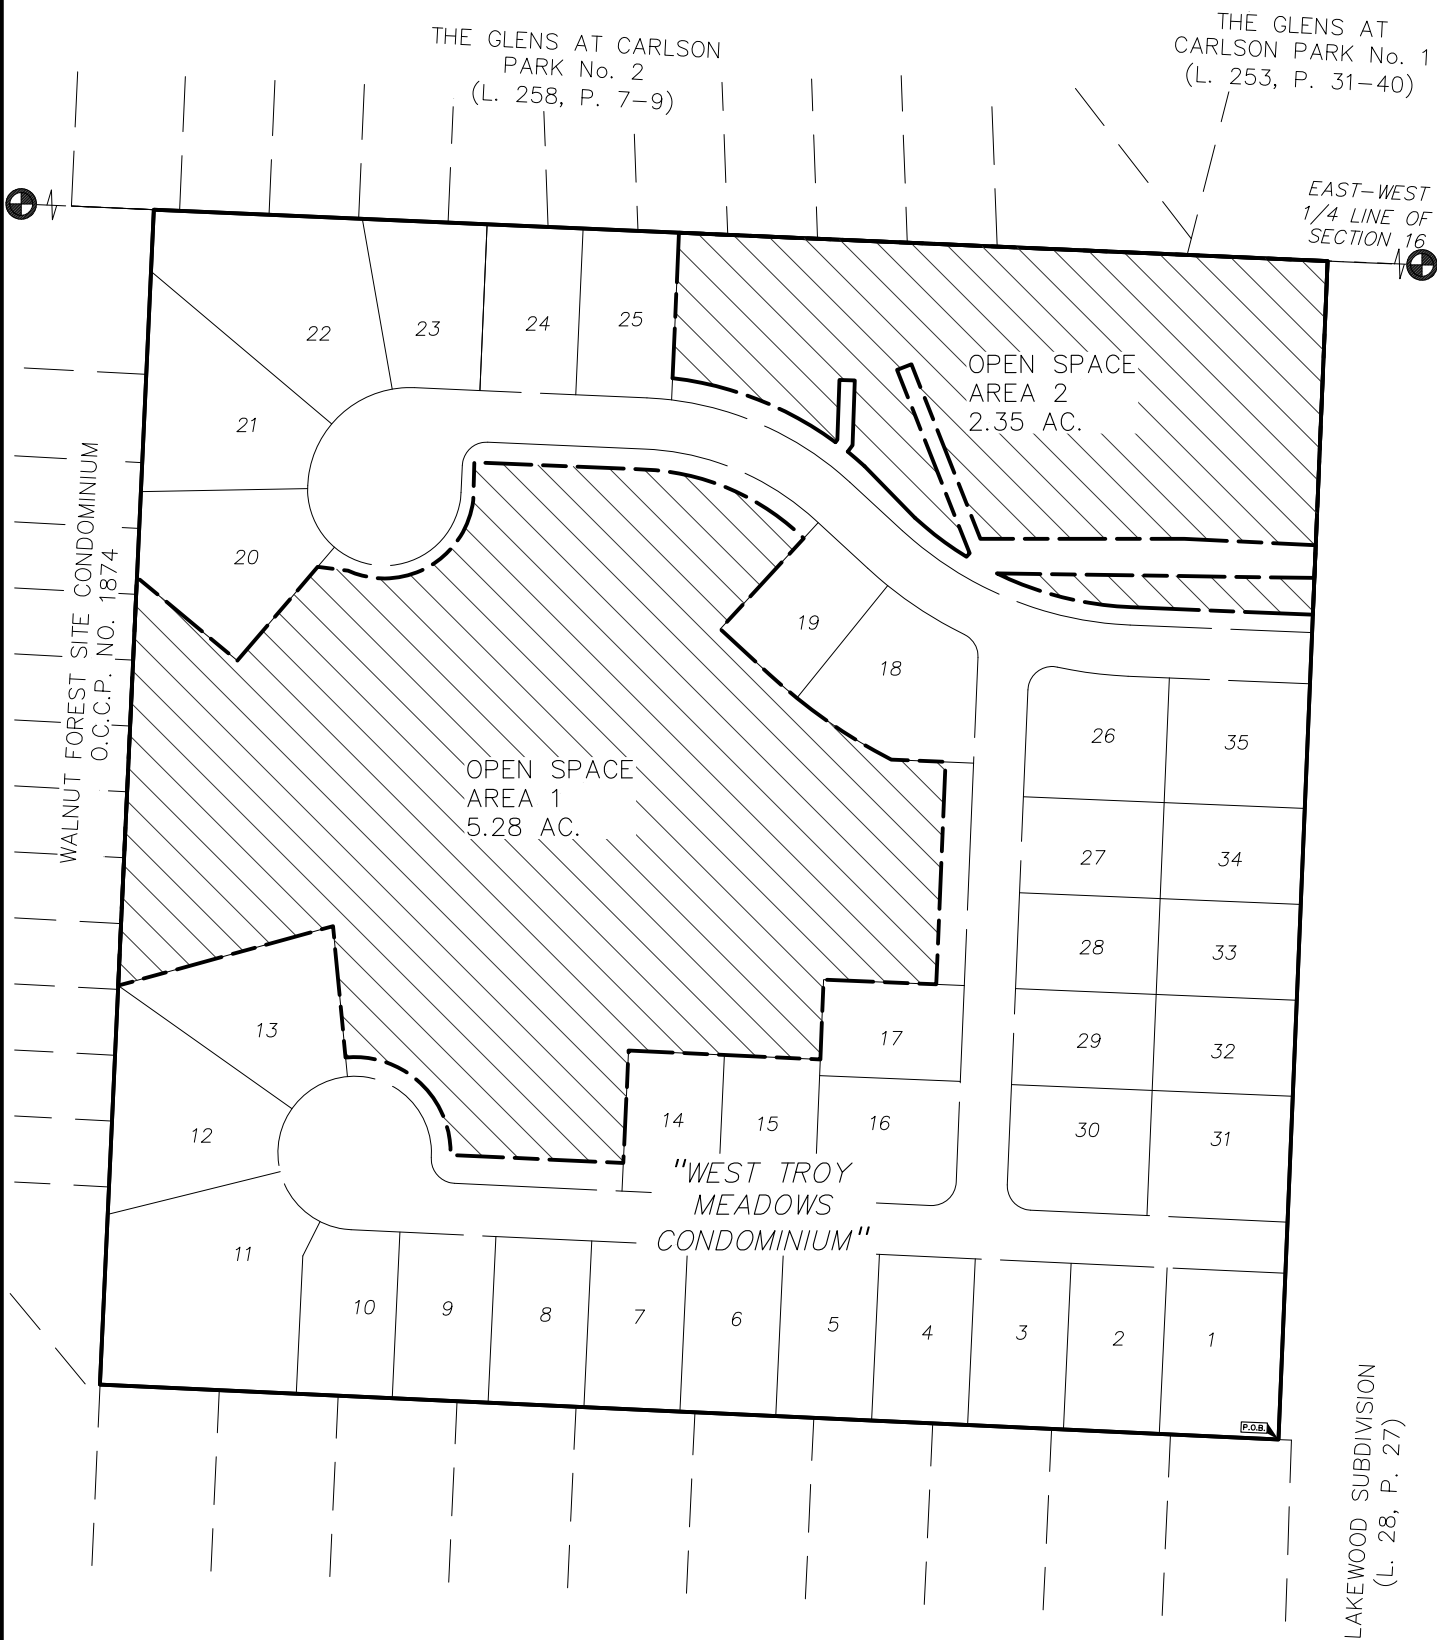 THE GLENS AT CARLSON
PARK No. 2
(L. 258, P. 7-9)
THE GLENS AT
CARLSON PARK No. 1
(L. 253, P. 31-40)
EAST-WEST
1/4 LINE OF
SECTION 16
22
23
24
25
OPEN SPACE
AREA 2
2.35 AC.
21
20
WALNUT FOREST SITE CONDOMINIUM
O.C.C.P. NO. 1874
19
18
26
35
OPEN SPACE
AREA 1
5.28 AC.
27
34
28
33
13
17
29
32
12
14
15
16
30
31
"WEST TROY
MEADOWS
CONDOMINIUM"
11
10
9
8
7
6
5
4
3
2
1
P.O.B.
LAKEWOOD SUBDIVISION
(L. 28, P. 27)